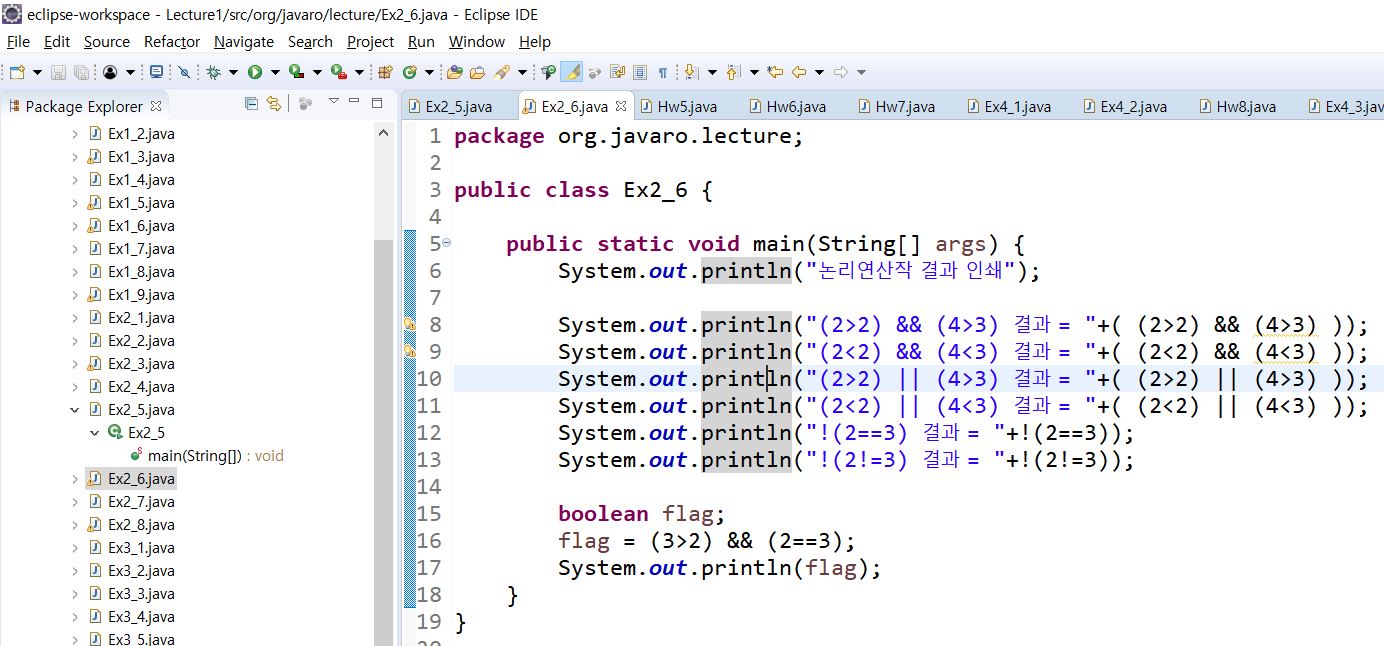 eclipse-workspace - Lecture1/src/org/javaro/lecture/Ex2_6.java - Eclipse IDE
File Edit Source Refactor Navigate Search Project Run Window Help
Package Explorer
Ex1_2.java
Ex1_3.java
Ex1_4.java
Ex1_5.java
Ex1_6.java
Ex1_7.java
Ex1_8.java
Ex1_9.java
Ex2_1.java
Ex2_2.java
Ex2_3.java
Ex2_4.java
Ex2_5.java
Ex2_5
main(String[]) : void
Ex2_6.java
Ex2_7.java
Ex2_8.java
Ex3_1.java
Ex3_2.java
Ex3_3.java
Ex3_4.java
Ex3_5.java
Ex2_5.java Ex2_6.java Hw5.java Hw6.java Hw7.java Ex4_1.java Ex4_2.java Hw8.java Ex4_3.jav
1 package org.javaro.lecture;
2
3 public class Ex2_6 {
4
5 public static void main(String[] args) {
6 System.out.println("논리연산작 결과 인쇄");
7
8 System.out.println("(2>2) && (4>3) 결과 = "+( (2>2) && (4>3) ));
9 System.out.println("(2<2) && (4<3) 결과 = "+( (2<2) && (4<3) ));
10 System.out.println("(2>2) || (4>3) 결과 = "+( (2>2) || (4>3) ));
11 System.out.println("(2<2) || (4<3) 결과 = "+( (2<2) || (4<3) ));
12 System.out.println("!(2==3) 결과 = "+!(2==3));
13 System.out.println("!(2!=3) 결과 = "+!(2!=3));
14
15 boolean flag;
16 flag = (3>2) && (2==3);
17 System.out.println(flag);
18 }
19 }